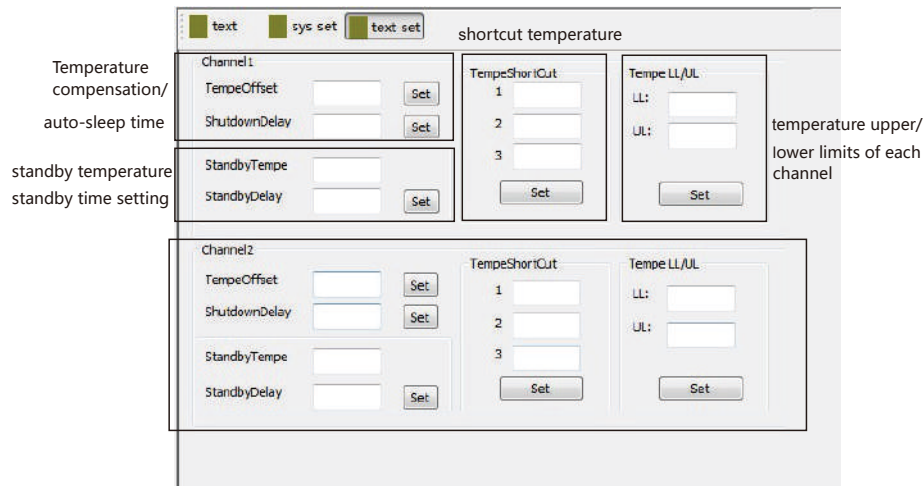 text sys set text set
shortcut temperature
Temperature
compensation/
auto-sleep time
standby temperature
standby time setting
Channel1
TempeOffset Set
ShutdownDelay Set
StandbyTempe
StandbyDelay Set
TempeShortCut
1
2
3
Set
Tempe LL/UL
LL:
UL:
Set
temperature upper/
lower limits of each
channel
Channel2
TempeOffset Set
ShutdownDelay Set
StandbyTempe
StandbyDelay Set
TempeShortCut
1
2
3
Set
Tempe LL/UL
LL:
UL:
Set